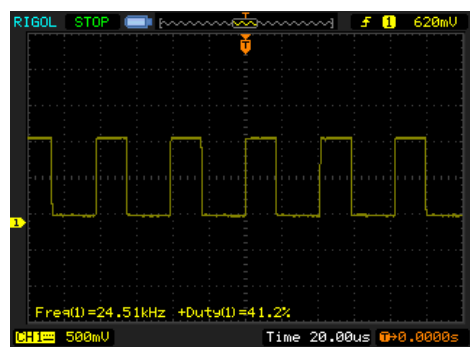 RIGOL STOP T f 1 620mV
T
1
Freq(1)=24.51kHz +Duty(1)=41.2%
CH1 500mV Time 20.00us T→0.0000s